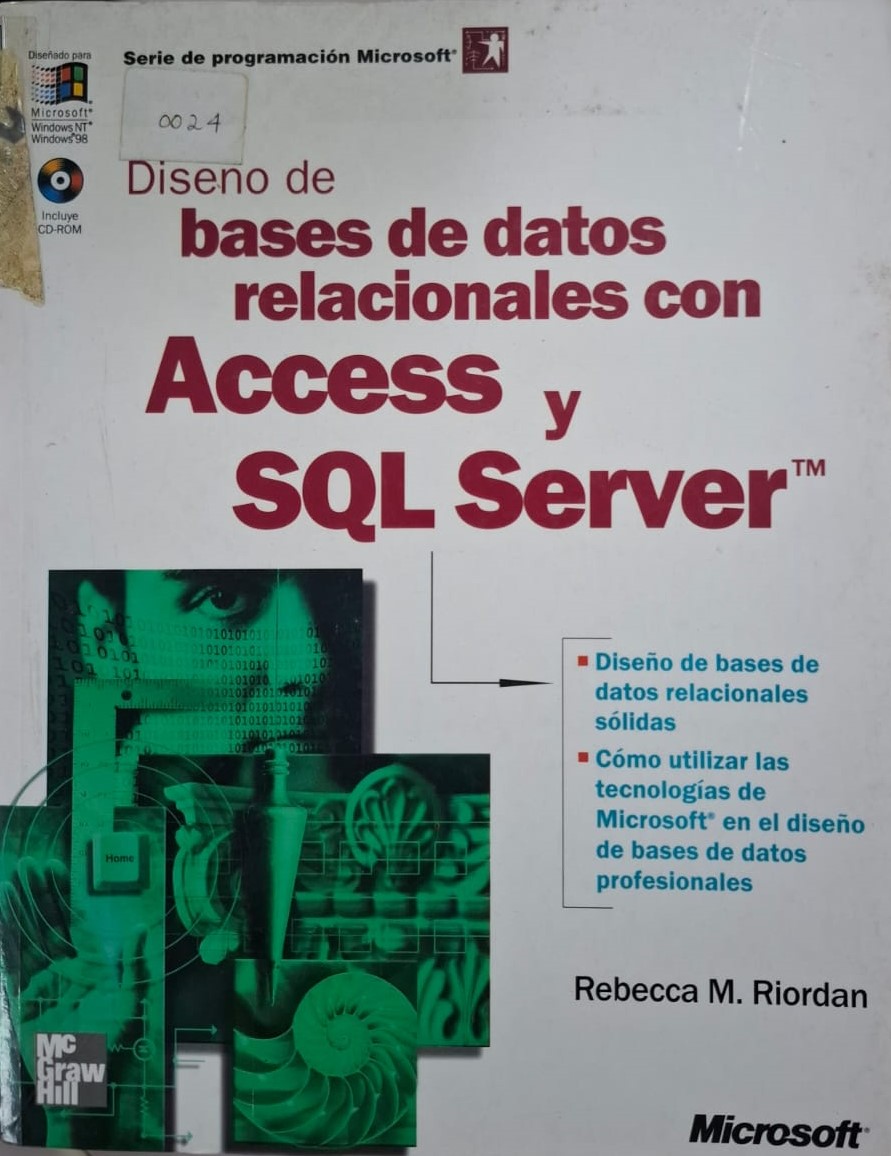 Diseñado para
Microsoft®
Windows NT®
Windows®98
Incluye
CD-ROM
Serie de programación Microsoft®
0024
Diseno de
bases de datos
relacionales con
Access y
SQL Server™
Diseño de bases de
datos relacionales
sólidas
Cómo utilizar las
tecnologías de
Microsoft® en el diseño
de bases de datos
profesionales
Home
Rebecca M. Riordan
Mc
Graw
Hill
Microsoft®